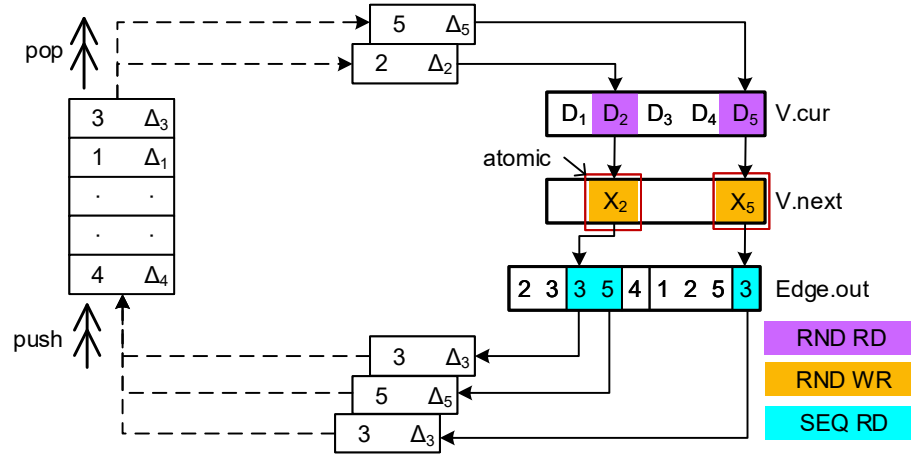 pop
5 Δ5
2 Δ2
3 Δ3
1 Δ1
. .
. .
4 Δ4
push
D1 D2 D3 D4 D5
V.cur
atomic
X2 X5
V.next
2 3 3 5 4 1 2 5 3
Edge.out
3 Δ3
5 Δ5
3 Δ3
RND RD
RND WR
SEQ RD